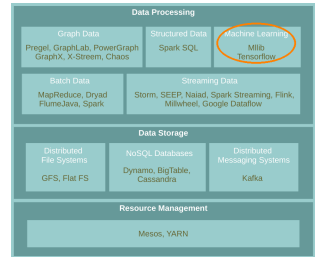 Data Processing
Graph Data
Pregel, GraphLab, PowerGraph
GraphX, X-Streem, Chaos
Structured Data
Spark SQL
Machine Learning
Mllib
Tensorflow
Batch Data
MapReduce, Dryad
FlumeJava, Spark
Streaming Data
Storm, SEEP, Naiad, Spark Streaming, Flink,
Millwheel, Google Dataflow
Data Storage
Distributed
File Systems
GFS, Flat FS
NoSQL Databases
Dynamo, BigTable,
Cassandra
Distributed
Messaging Systems
Kafka
Resource Management
Mesos, YARN